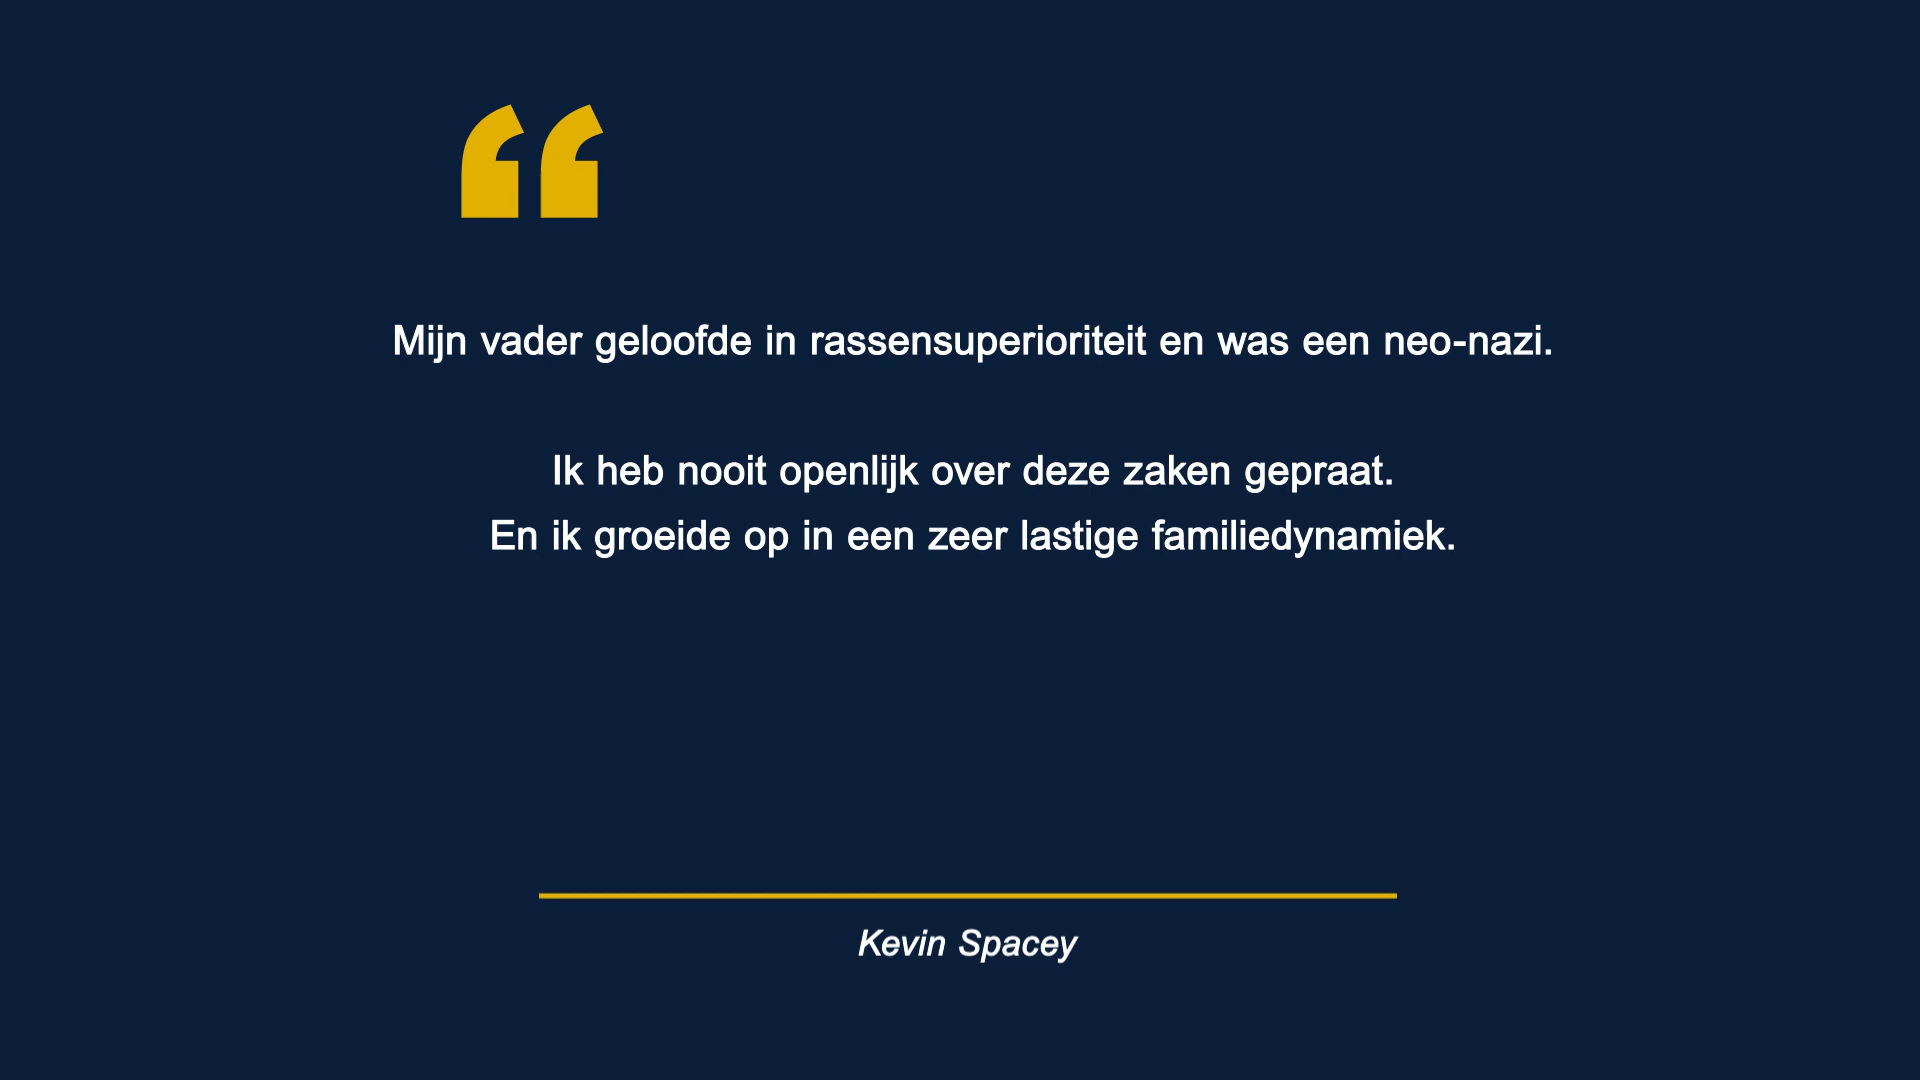 “
Mijn vader geloofde in rassensuperioriteit en was een neo-nazi.
Ik heb nooit openlijk over deze zaken gepraat.
En ik groeide op in een zeer lastige familiedynamiek.
Kevin Spacey